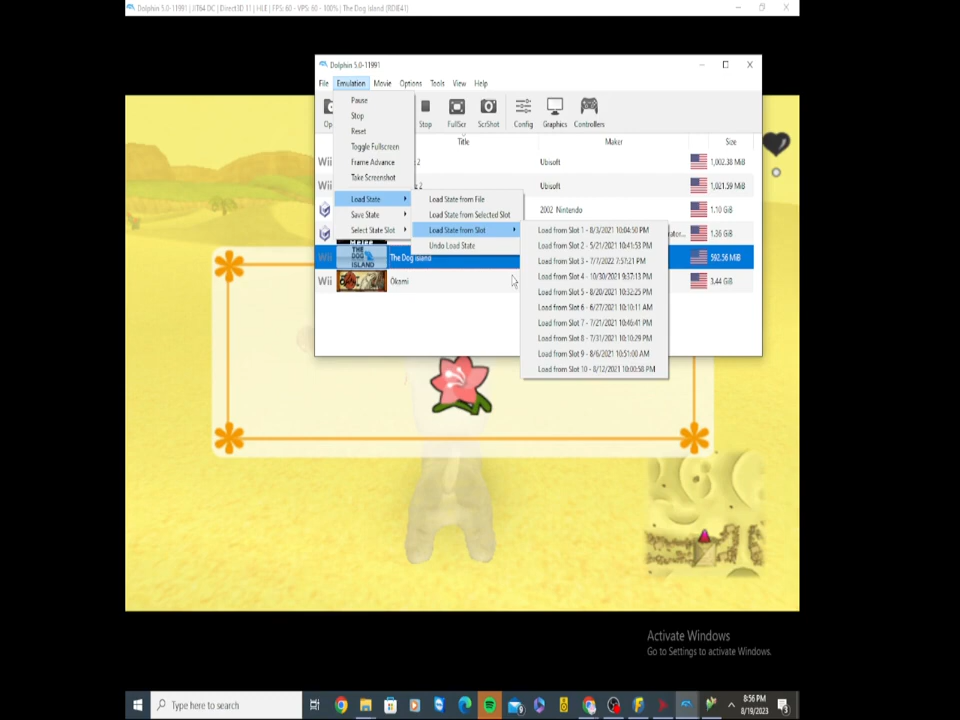 Dolphin 5.0-11991 | JIT64 DC | Direct3D 11 | HLE | FPS: 60 - VPS: 60 - 100% | The Dog Island (RDIE41)
Dolphin 5.0-11991
File Emulation Movie Options Tools View Help
Stop FullScr ScrShot Config Graphics Controllers
Title Maker Size
Wii 2 Ubisoft 1,002.38 MiB
Wii 2 Ubisoft 1,021.59 MiB
2002 Nintendo 1.10 GiB
1.36 GiB
Wii THE DOG ISLAND The Dog Island 592.56 MiB
Wii Okami 3.44 GiB
Pause
Stop
Reset
Toggle Fullscreen
Frame Advance
Take Screenshot
Load State
Save State
Select State Slot
Load State from File
Load State from Selected Slot
Load State from Slot
Undo Load State
Load from Slot 1 - 8/3/2021 10:04:50 PM
Load from Slot 2 - 5/21/2021 10:41:53 PM
Load from Slot 3 - 7/7/2022 7:57:21 PM
Load from Slot 4 - 10/30/2021 9:37:13 PM
Load from Slot 5 - 8/20/2021 10:32:25 PM
Load from Slot 6 - 6/27/2021 10:10:11 AM
Load from Slot 7 - 7/21/2021 10:46:41 PM
Load from Slot 8 - 7/31/2021 10:10:29 PM
Load from Slot 9 - 8/6/2021 10:51:00 AM
Load from Slot 10 - 8/12/2021 10:00:58 PM
Activate Windows
Go to Settings to activate Windows.
Type here to search
8:56 PM
8/19/2023